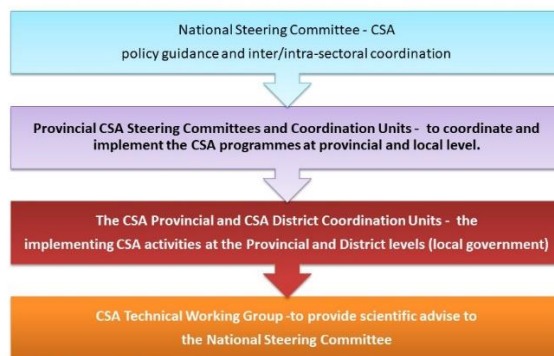 National Steering Committee - CSA
policy guidance and inter/intra-sectoral coordination
Provincial CSA Steering Committees and Coordination Units - to coordinate and
implement the CSA programmes at provincial and local level.
The CSA Provincial and CSA District Coordination Units - the
implementing CSA activities at the Provincial and District levels (local government)
CSA Technical Working Group -to provide scientific advise to
the National Steering Committee